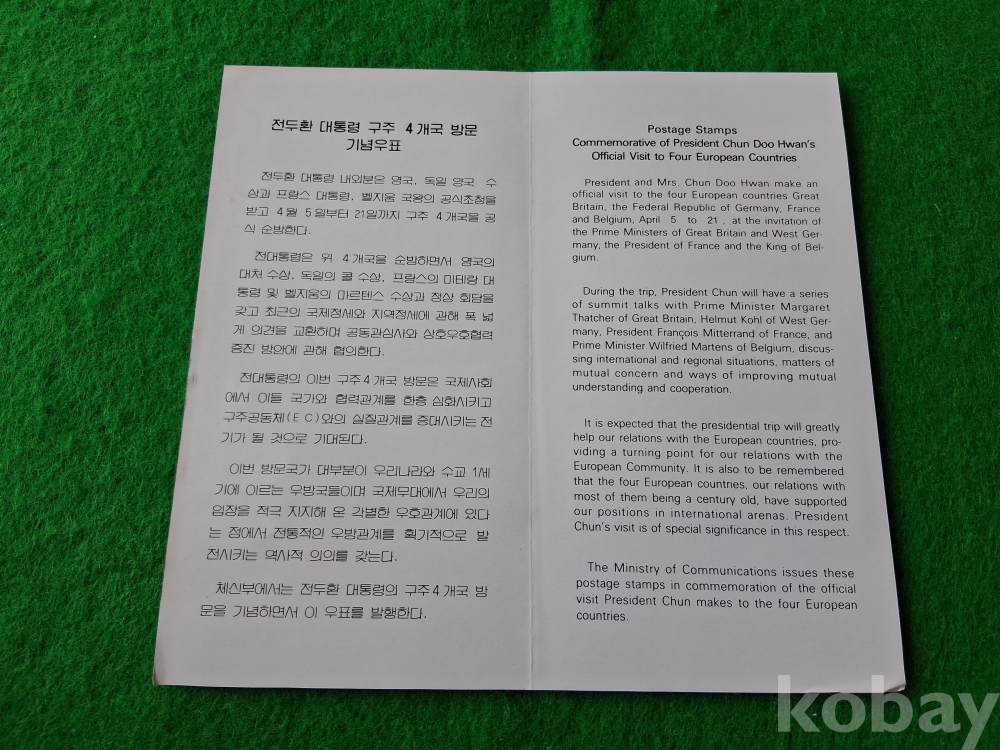 전두환 대통령 구주 4개국 방문
기념우표
전두환 대통령 내외분은 영국, 독일 양국 수
상과 프랑스 대통령, 벨지움 국왕의 공식초청을
받고 4월 5일부터 21일까지 구주 4개국을 공
식 순방한다.
전대통령은 위 4개국을 순방하면서 영국의
대처 수상, 독일의 콜 수상, 프랑스의 미테랑 대
통령 및 벨지움의 마르텐스 수상과 정상 회담을
갖고 최근의 국제정세와 지역정세에 관해 폭 넓
게 의견을 교환하며 공동관심사와 상호우호협력
증진 방안에 관해 협의한다.
전대통령의 이번 구주4개국 방문은 국제사회
에서 이들 국가와 협력관계를 한층 심화시키고
구주공동체(EC)와의 실질관계를 증대시키는 전
기가 될 것으로 기대된다.
이번 방문국가 대부분이 우리나라와 수교 1세
기에 이르는 우방국들이며 국제무대에서 우리의
입장을 적극 지지해 온 각별한 우호관계에 있다
는 점에서 전통적인 우방관계를 획기적으로 발
전시키는 역사적 의의를 갖는다.
체신부에서는 전두환 대통령의 구주4개국 방
문을 기념하면서 이 우표를 발행한다.
Postage Stamps
Commemorative of President Chun Doo Hwan's
Official Visit to Four European Countries
President and Mrs. Chun Doo Hwan make an
official visit to the four European countries Great
Britain, the Federal Republic of Germany, France
and Belgium, April 5 to 21, at the invitation of
the Prime Ministers of Great Britain and West Ger-
many, the President of France and the King of Bel-
gium.
During the trip, President Chun will have a series
of summit talks with Prime Minister Margaret
Thatcher of Great Britain, Helmut Kohl of West Ger-
many, President François Mitterrand of France, and
Prime Minister Wilfried Martens of Belgium, discus-
sing international and regional situations, matters of
mutual concern and ways of improving mutual
understanding and cooperation.
It is expected that the presidential trip will greatly
help our relations with the European countries, pro-
viding a turning point for our relations with the
European Community. It is also to be remembered
that the four European countries, our relations with
most of them being a century old, have supported
our positions in international arenas. President
Chun's visit is of special significance in this respect.
The Ministry of Communications issues these
postage stamps in commemoration of the official
visit President Chun makes to the four European
countries.
kobay